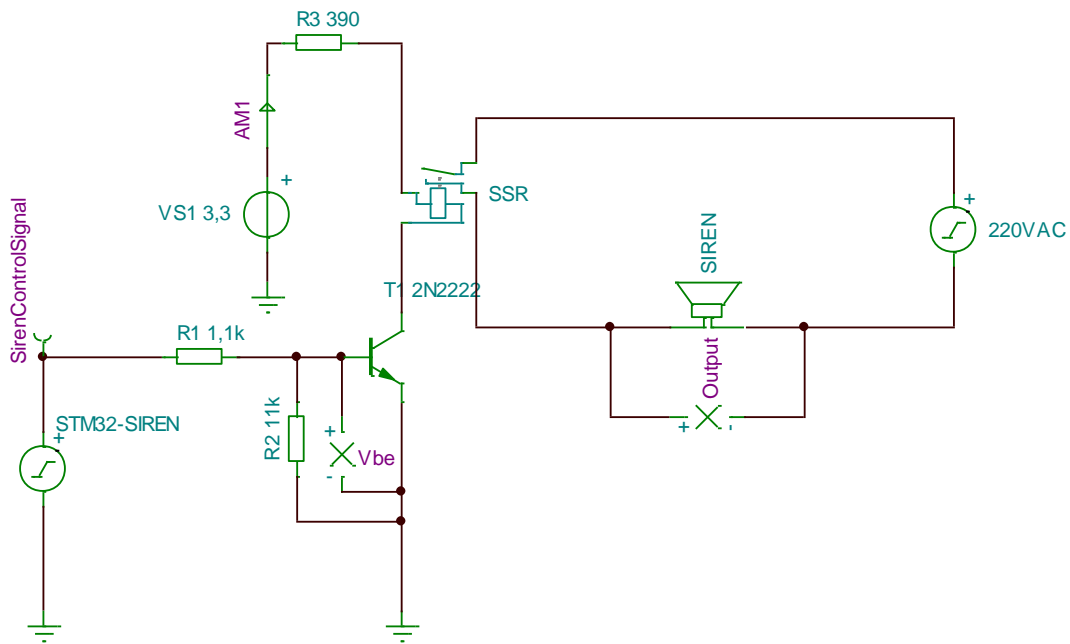 R3 390
AM1
+
VS1 3,3
SSR
+
220VAC
SIREN
SirenControlSignal
T1 2N2222
R1 1,1k
Output
+ -
STM32-SIREN
+
R2 11k
+
Vbe
-